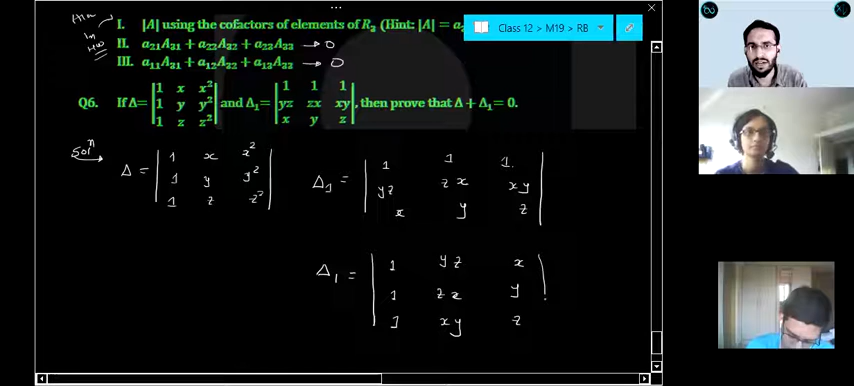 I. |A| using the cofactors of elements of R₂ (Hint: |A| = a₂
Class 12 > M19 > RB
II. a₂₁A₃₁ + a₂₂A₃₂ + a₂₃A₃₃ → 0
III. a₁₁A₃₁ + a₁₂A₃₂ + a₁₃A₃₃ → 0
Q6. If Δ= |1 x x² 1 y y² 1 z z²| and Δ₁= |1 1 1 yz zx xy x y z|, then prove that Δ + Δ₁ = 0.
Solⁿ
Δ = | 1 x x²
1 y y²
1 z z² |
Δ₁ = | 1 1 1.
yz zx xy
x y z |
Δ₁ = | 1 yz x
1 zx y
1 xy z |